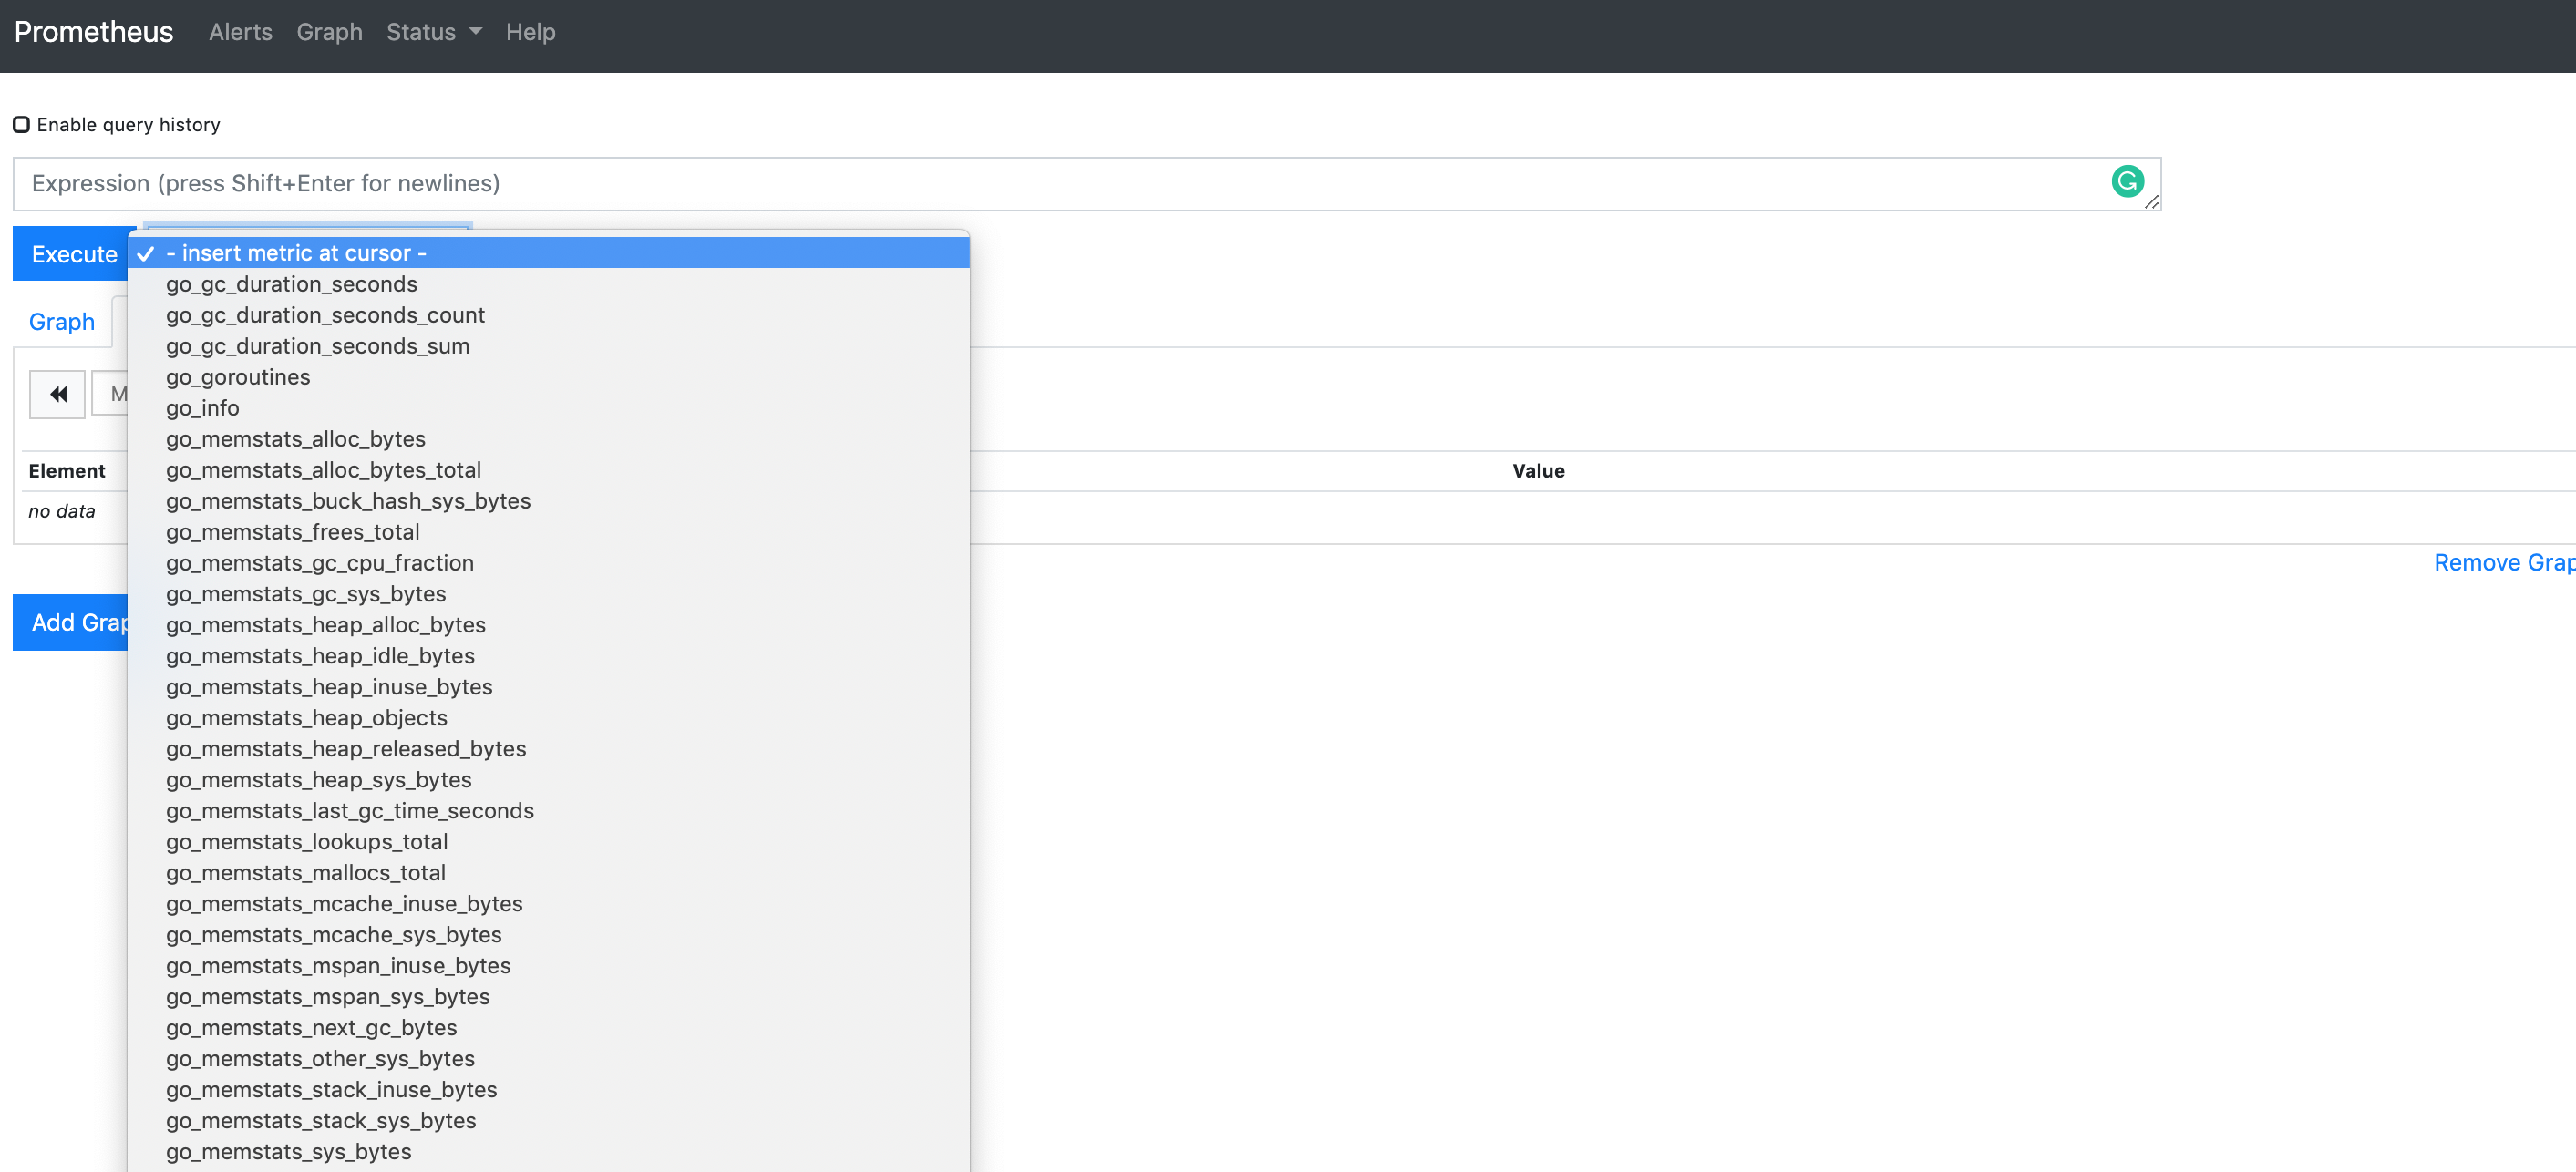 Prometheus Alerts Graph Status Help
Enable query history
Expression (press Shift+Enter for newlines)
Execute
- insert metric at cursor -
go_gc_duration_seconds
go_gc_duration_seconds_count
go_gc_duration_seconds_sum
go_goroutines
go_info
go_memstats_alloc_bytes
go_memstats_alloc_bytes_total
go_memstats_buck_hash_sys_bytes
go_memstats_frees_total
go_memstats_gc_cpu_fraction
go_memstats_gc_sys_bytes
go_memstats_heap_alloc_bytes
go_memstats_heap_idle_bytes
go_memstats_heap_inuse_bytes
go_memstats_heap_objects
go_memstats_heap_released_bytes
go_memstats_heap_sys_bytes
go_memstats_last_gc_time_seconds
go_memstats_lookups_total
go_memstats_mallocs_total
go_memstats_mcache_inuse_bytes
go_memstats_mcache_sys_bytes
go_memstats_mspan_inuse_bytes
go_memstats_mspan_sys_bytes
go_memstats_next_gc_bytes
go_memstats_other_sys_bytes
go_memstats_stack_inuse_bytes
go_memstats_stack_sys_bytes
go_memstats_sys_bytes
Graph
M
Element Value
no data
Remove Grap
Add Grap